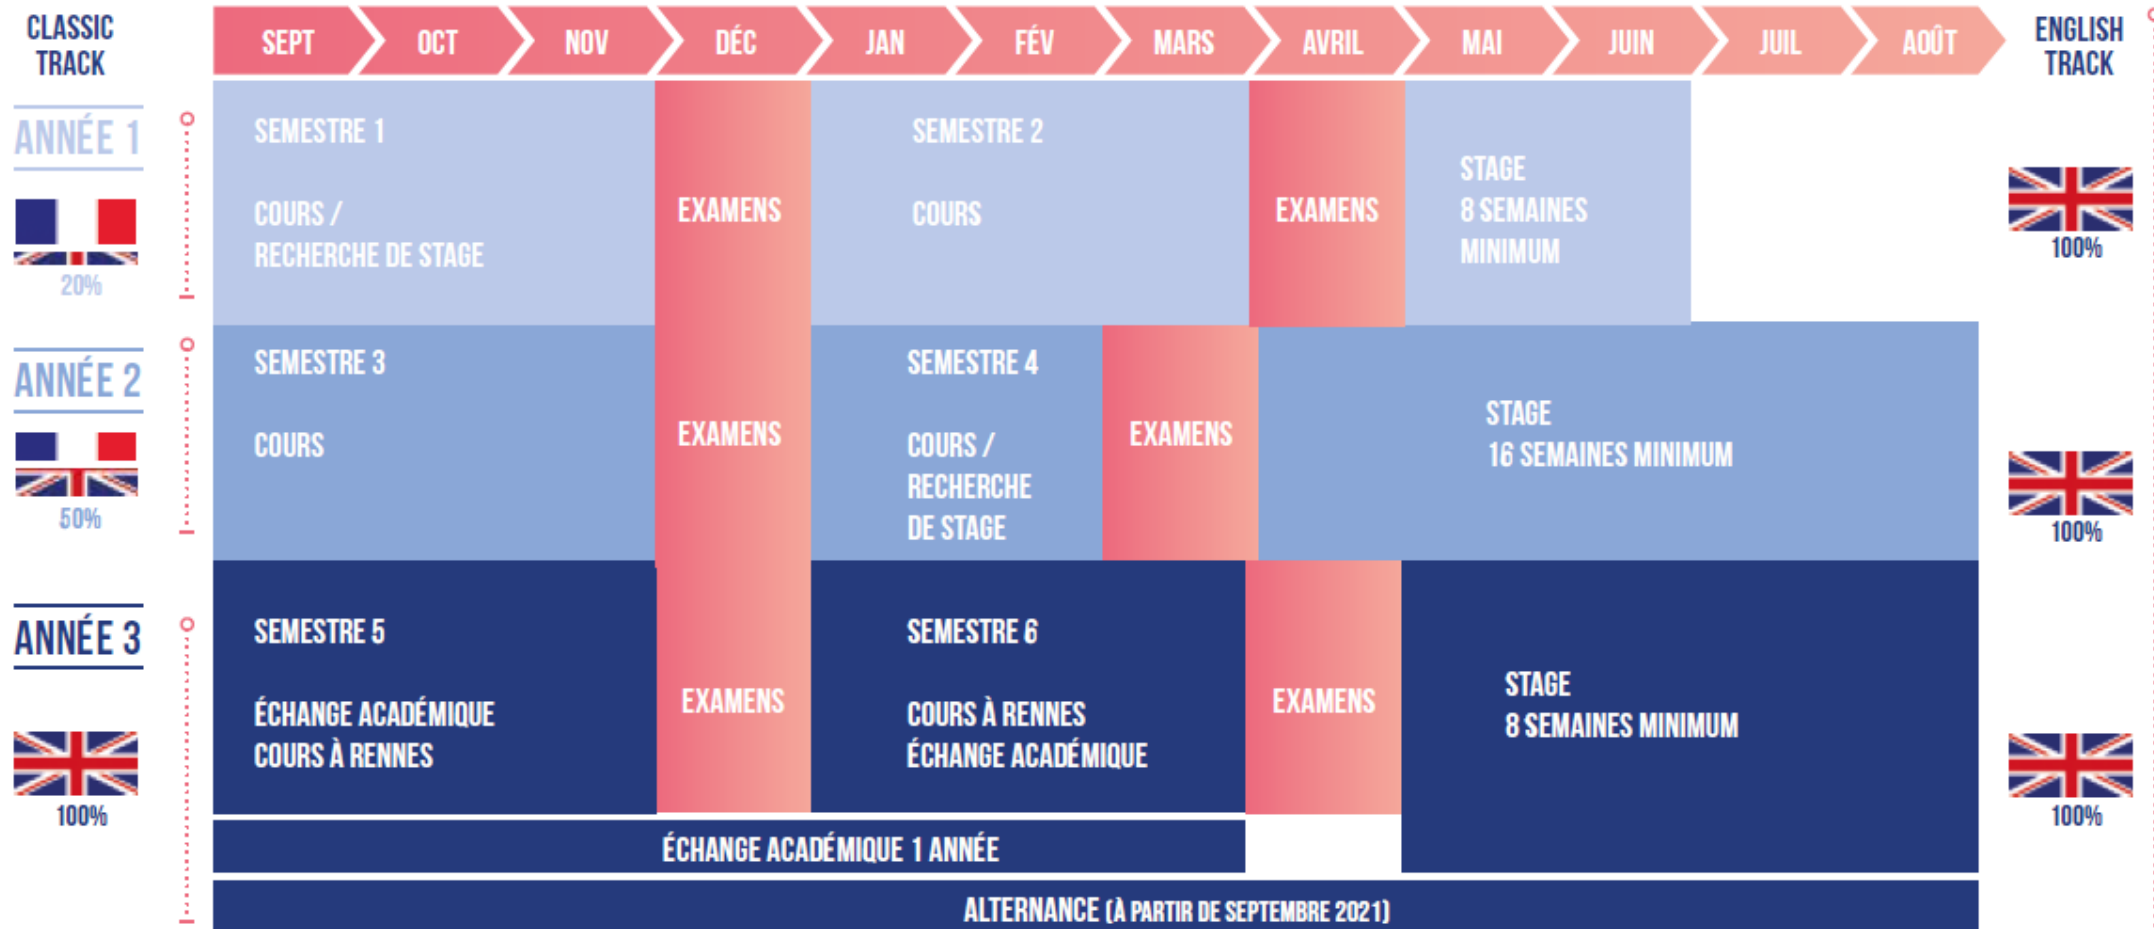 CLASSIC
TRACK
SEPT
OCT
NOV
DÉC
JAN
FÉV
MARS
AVRIL
MAI
JUIN
JUIL
AOÛT
ENGLISH
TRACK
ANNÉE 1
20%
SEMESTRE 1
COURS /
RECHERCHE DE STAGE
EXAMENS
SEMESTRE 2
COURS
EXAMENS
STAGE
8 SEMAINES
MINIMUM
100%
ANNÉE 2
50%
SEMESTRE 3
COURS
EXAMENS
SEMESTRE 4
COURS /
RECHERCHE
DE STAGE
EXAMENS
STAGE
16 SEMAINES MINIMUM
100%
ANNÉE 3
100%
SEMESTRE 5
ÉCHANGE ACADÉMIQUE
COURS À RENNES
EXAMENS
SEMESTRE 6
COURS À RENNES
ÉCHANGE ACADÉMIQUE
EXAMENS
STAGE
8 SEMAINES MINIMUM
100%
ÉCHANGE ACADÉMIQUE 1 ANNÉE
ALTERNANCE (À PARTIR DE SEPTEMBRE 2021)